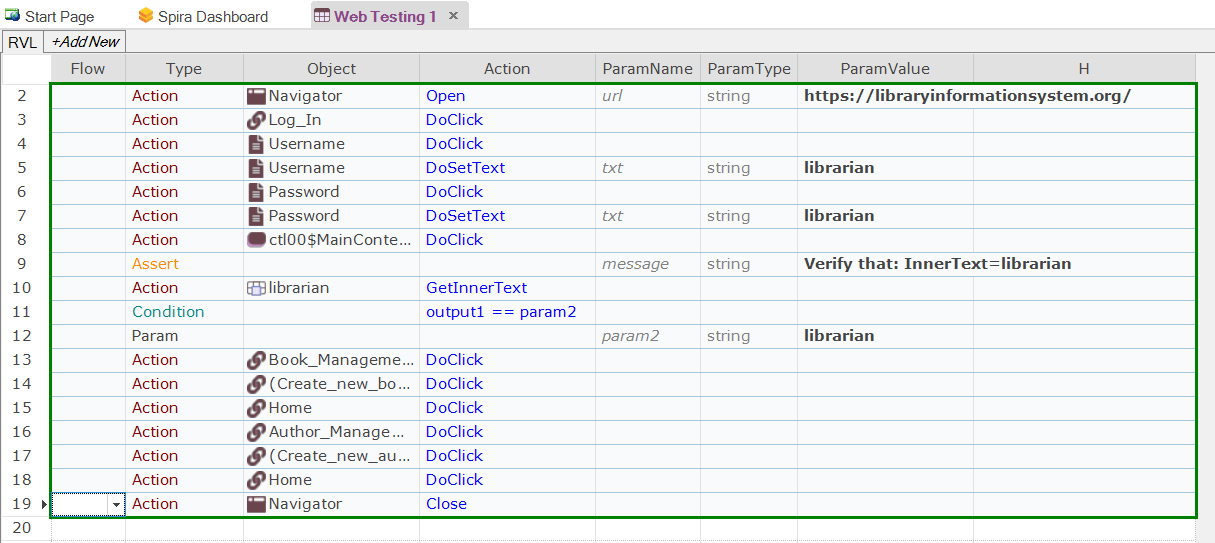 Start Page Spira Dashboard Web Testing 1 ×
RVL +Add New
Flow Type Object Action ParamName ParamType ParamValue H
2 Action Navigator Open url string https://libraryinformationsystem.org/
3 Action Log_In DoClick
4 Action Username DoClick
5 Action Username DoSetText txt string librarian
6 Action Password DoClick
7 Action Password DoSetText txt string librarian
8 Action ctl00$MainConte... DoClick
9 Assert message string Verify that: InnerText=librarian
10 Action librarian GetInnerText
11 Condition output1 == param2
12 Param param2 string librarian
13 Action Book_Manageme... DoClick
14 Action (Create_new_bo... DoClick
15 Action Home DoClick
16 Action Author_Manage... DoClick
17 Action (Create_new_au... DoClick
18 Action Home DoClick
19 Action Navigator Close
20